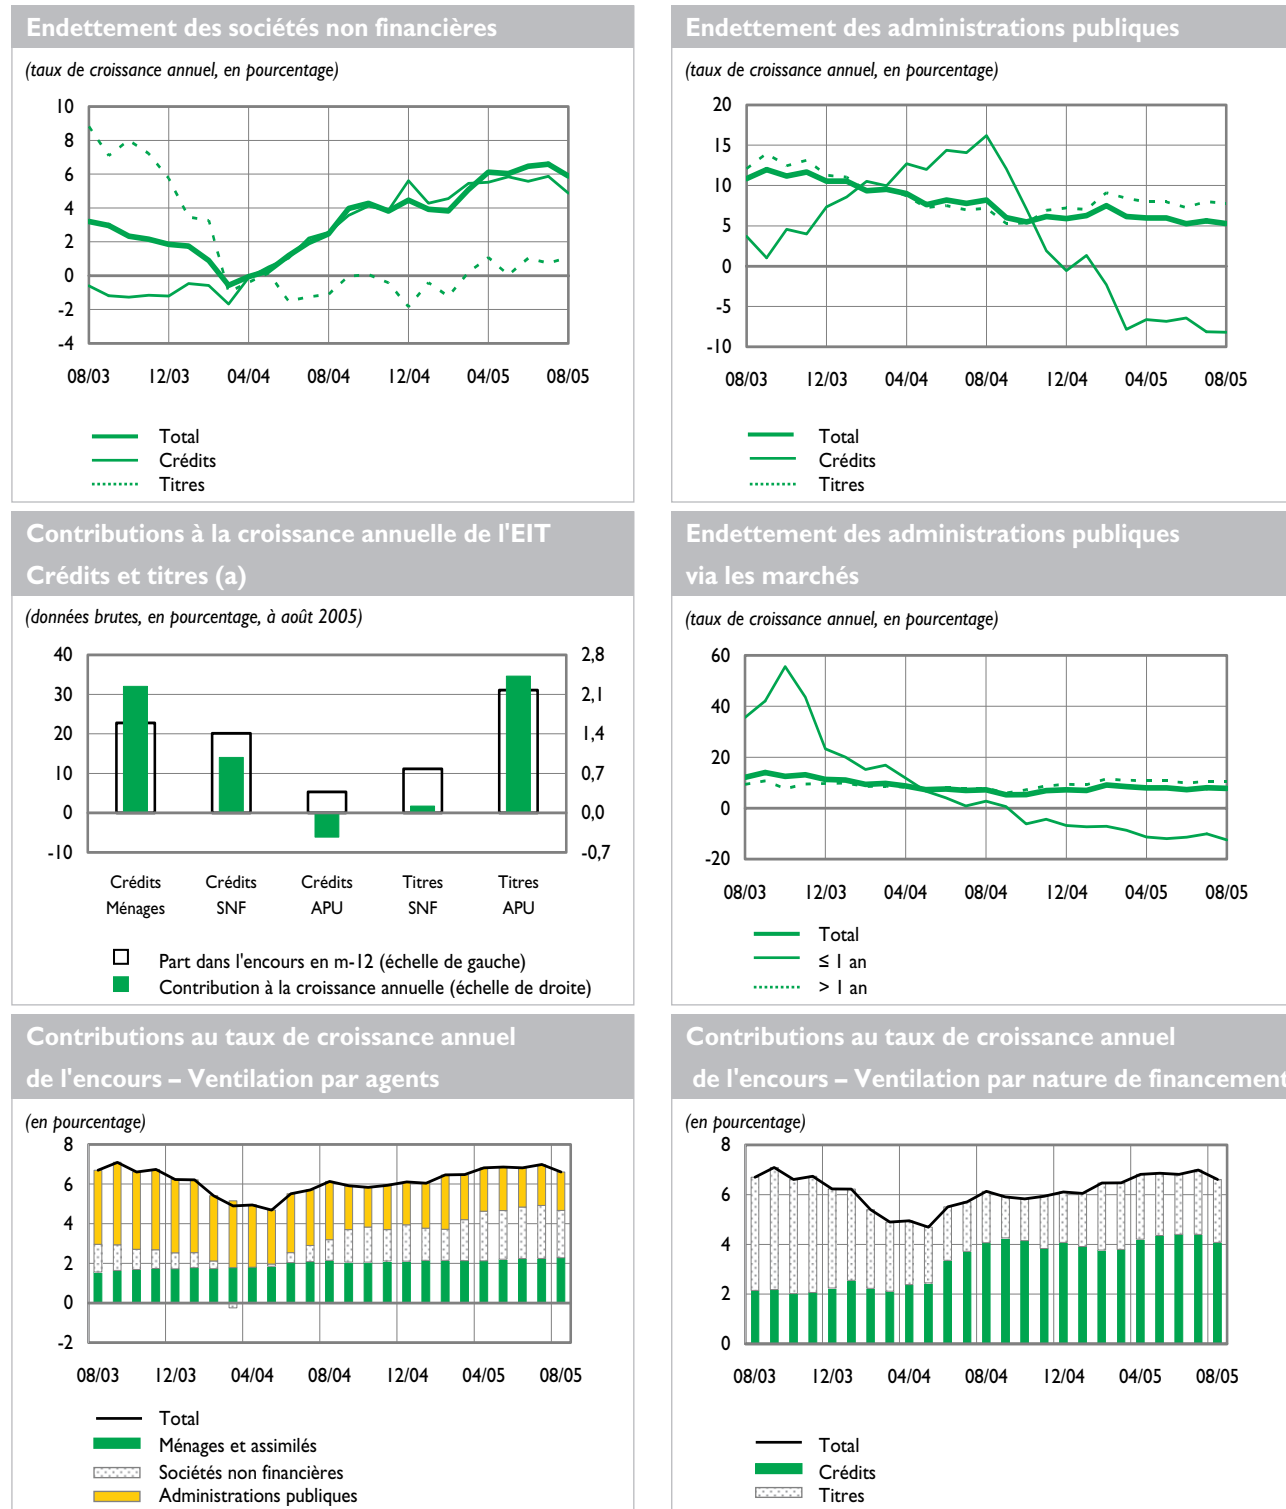 Endettement des sociétés non financières
(taux de croissance annuel, en pourcentage)
10
8
6
4
2
0
-2
-4
08/03 12/03 04/04 08/04 12/04 04/05 08/05
Total
Crédits
Titres
Endettement des administrations publiques
(taux de croissance annuel, en pourcentage)
20
15
10
5
0
-5
-10
08/03 12/03 04/04 08/04 12/04 04/05 08/05
Total
Crédits
Titres
Contributions à la croissance annuelle de l'EIT
Crédits et titres (a)
(données brutes, en pourcentage, à août 2005)
40 2,8
30 2,1
20 1,4
10 0,7
0 0,0
-10 -0,7
Crédits Crédits Crédits Titres Titres
Ménages SNF APU SNF APU
Part dans l'encours en m-12 (échelle de gauche)
Contribution à la croissance annuelle (échelle de droite)
Endettement des administrations publiques
via les marchés
(taux de croissance annuel, en pourcentage)
60
40
20
0
-20
08/03 12/03 04/04 08/04 12/04 04/05 08/05
Total
≤ 1 an
> 1 an
Contributions au taux de croissance annuel
de l'encours – Ventilation par agents
(en pourcentage)
8
6
4
2
0
-2
08/03 12/03 04/04 08/04 12/04 04/05 08/05
Total
Ménages et assimilés
Sociétés non financières
Administrations publiques
Contributions au taux de croissance annuel
de l'encours – Ventilation par nature de financement
(en pourcentage)
8
6
4
2
0
08/03 12/03 04/04 08/04 12/04 04/05 08/05
Total
Crédits
Titres